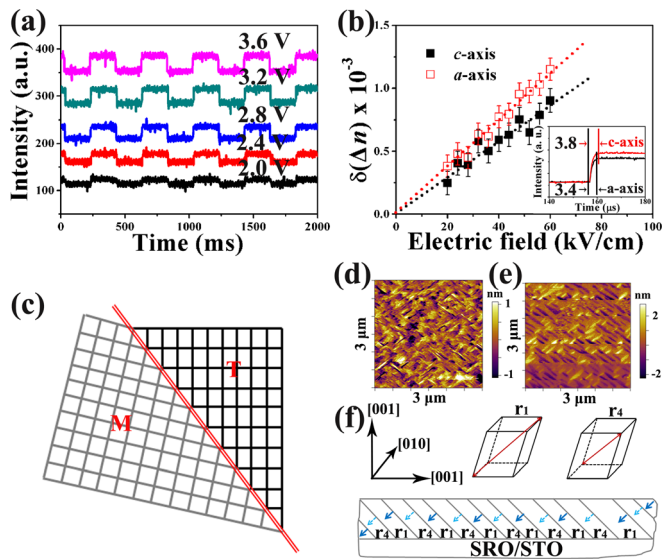 (a)
Intensity (a.u.)
400
300
200
100
3.6 V
3.2 V
2.8 V
2.4 V
2.0 V
0
500
1000
1500
2000
Time (ms)
(b)
δ(Δn) x 10⁻³
1.5
1.0
0.5
0.0
c-axis
a-axis
Intensity (a. u.)
3.8
3.4
c-axis
a-axis
140
160
180
Time (μs)
0
20
40
60
80
100
Electric field (kV/cm)
(c)
T
M
(d)
3 μm
3 μm
nm
1
-1
(e)
3 μm
3 μm
nm
2
-2
(f)
[001]
[010]
[001]
r1
r4
r4 r1 r4 r1 r4 r1 r4 r1 r4 r1
SRO/STO